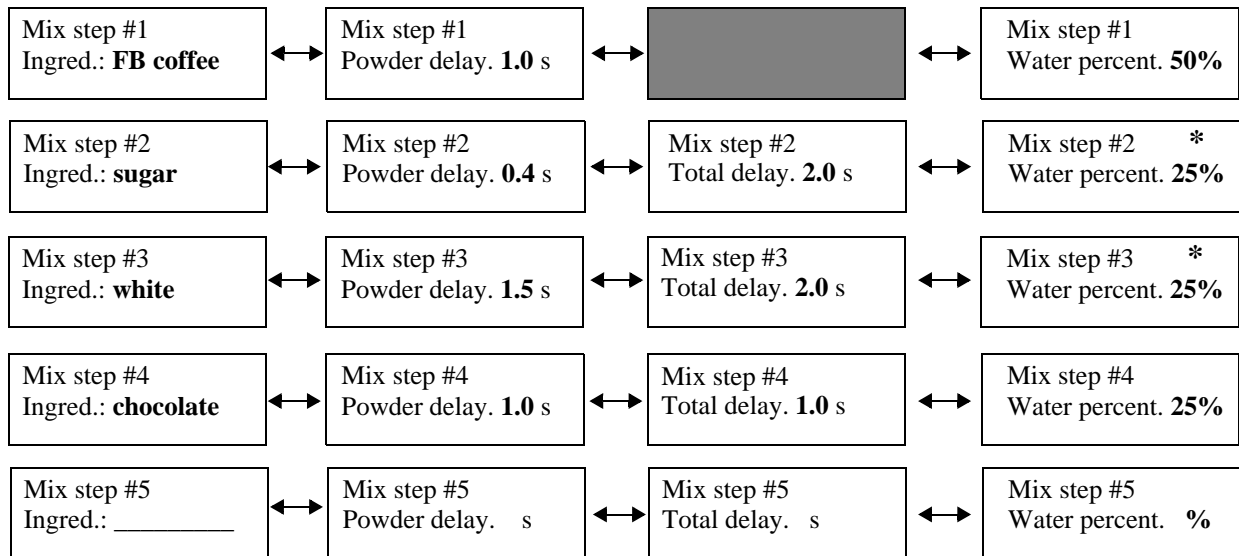 Mix step #1
Ingred.: FB coffee
Mix step #1
Powder delay. 1.0 s
Mix step #1
Water percent. 50%
Mix step #2
Ingred.: sugar
Mix step #2
Powder delay. 0.4 s
Mix step #2
Total delay. 2.0 s
Mix step #2 *
Water percent. 25%
Mix step #3
Ingred.: white
Mix step #3
Powder delay. 1.5 s
Mix step #3
Total delay. 2.0 s
Mix step #3 *
Water percent. 25%
Mix step #4
Ingred.: chocolate
Mix step #4
Powder delay. 1.0 s
Mix step #4
Total delay. 1.0 s
Mix step #4
Water percent. 25%
Mix step #5
Ingred.: _________
Mix step #5
Powder delay. s
Mix step #5
Total delay. s
Mix step #5
Water percent. %